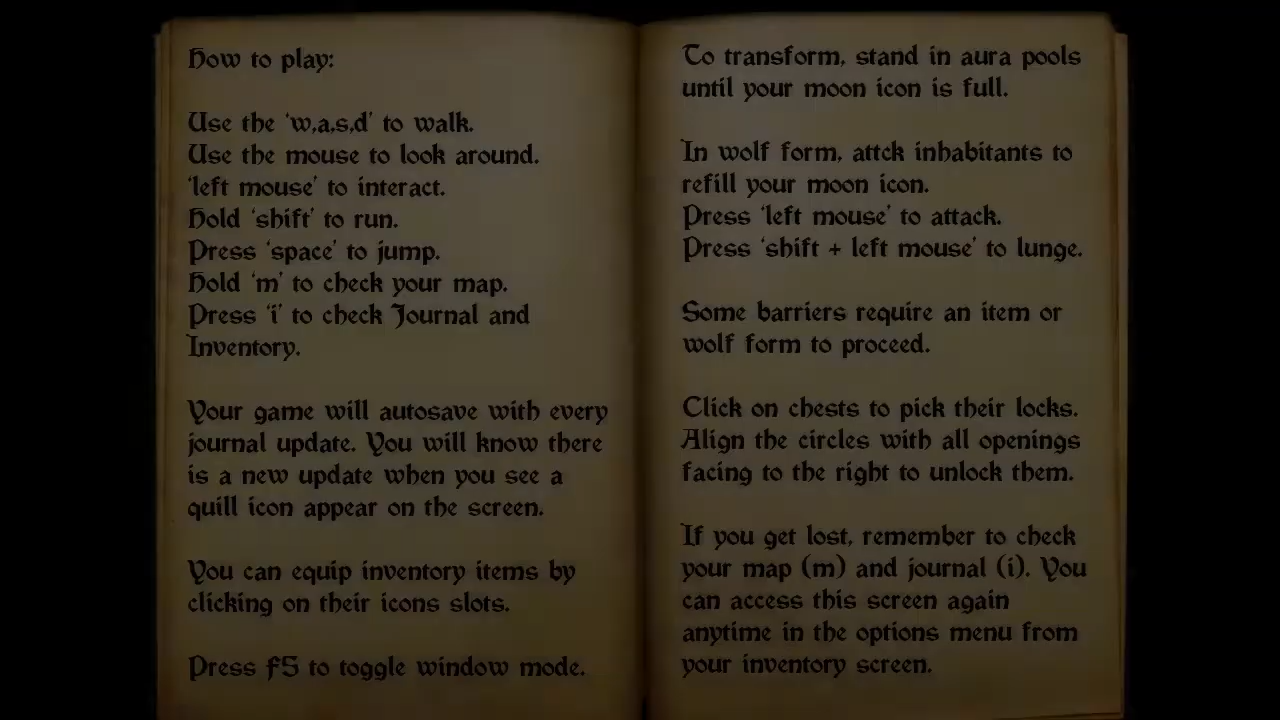 How to play:
Use the 'w,a,s,d' to walk.
Use the mouse to look around.
'left mouse' to interact.
Hold 'shift' to run.
Press 'space' to jump.
Hold 'm' to check your map.
Press 'i' to check Journal and
Inventory.
Your game will autosave with every
journal update. You will know there
is a new update when you see a
quill icon appear on the screen.
You can equip inventory items by
clicking on their icons slots.
Press f5 to toggle window mode.
To transform, stand in aura pools
until your moon icon is full.
In wolf form, attck inhabitants to
refill your moon icon.
Press 'left mouse' to attack.
Press 'shift + left mouse' to lunge.
Some barriers require an item or
wolf form to proceed.
Click on chests to pick their locks.
Align the circles with all openings
facing to the right to unlock them.
If you get lost, remember to check
your map (m) and journal (i). You
can access this screen again
anytime in the options menu from
your inventory screen.